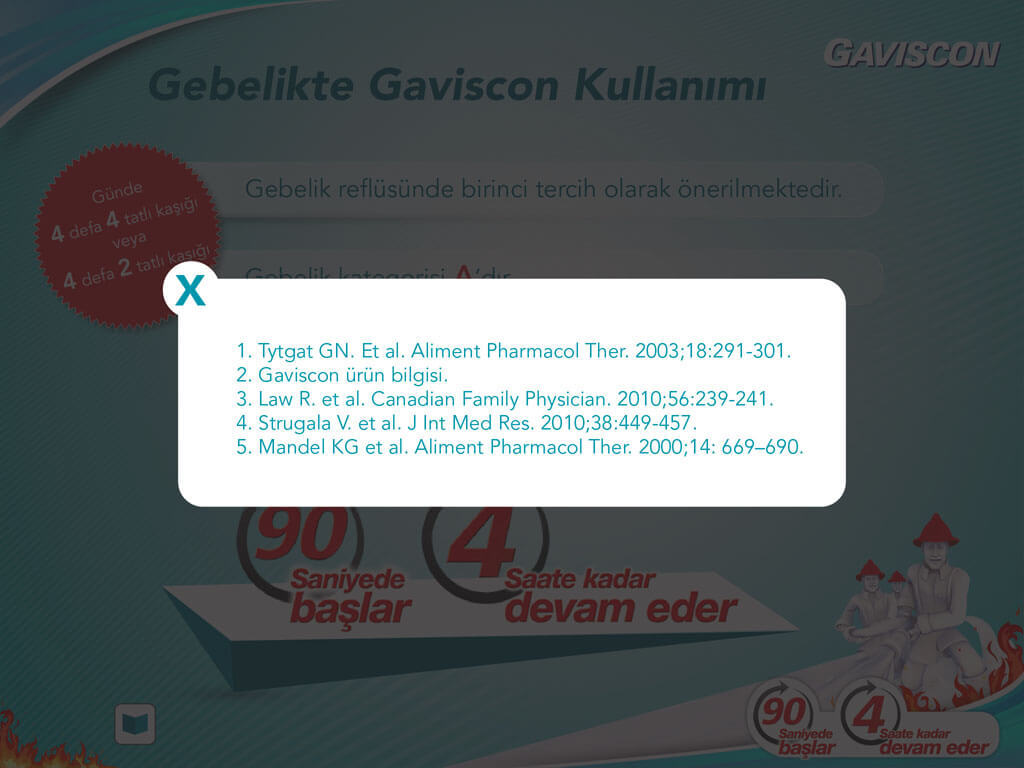 GAVISCON
Gebelikte Gaviscon Kullanımı
Günde
4 defa 4 tatlı kaşığı
veya
4 defa 2 tatlı kaşığı
Gebelik reflüsünde birinci tercih olarak önerilmektedir.
Gebelik kategorisi A'dır.
X
1. Tytgat GN. Et al. Aliment Pharmacol Ther. 2003;18:291-301.
2. Gaviscon ürün bilgisi.
3. Law R. et al. Canadian Family Physician. 2010;56:239-241.
4. Strugala V. et al. J Int Med Res. 2010;38:449-457.
5. Mandel KG et al. Aliment Pharmacol Ther. 2000;14: 669–690.
90 Saniyede başlar
4 Saate kadar devam eder
90 Saniyede başlar
4 Saate kadar devam eder